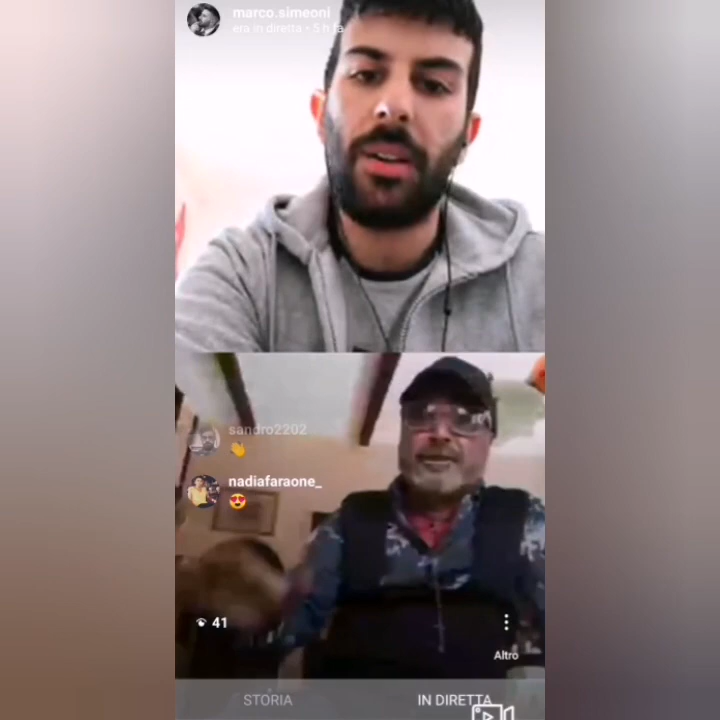 marco.simeoni
era in diretta • 5 h fa
sandro2202
nadiafaraone_
41
Altro
STORIA
IN DIRETTA